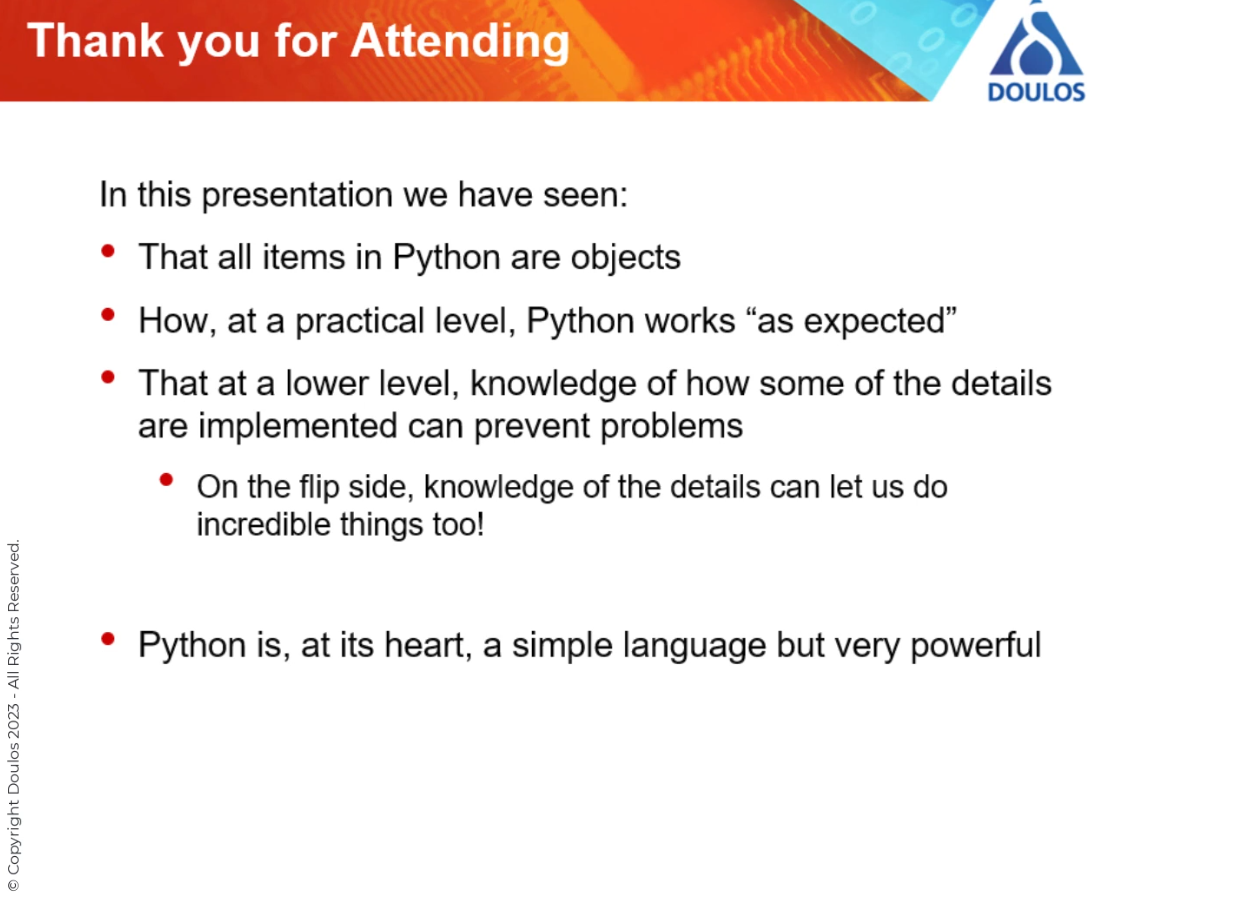 Thank you for Attending
DOULOS
In this presentation we have seen:
• That all items in Python are objects
• How, at a practical level, Python works “as expected”
• That at a lower level, knowledge of how some of the details
are implemented can prevent problems
• On the flip side, knowledge of the details can let us do
incredible things too!
• Python is, at its heart, a simple language but very powerful
© Copyright Doulos 2023 - All Rights Reserved.